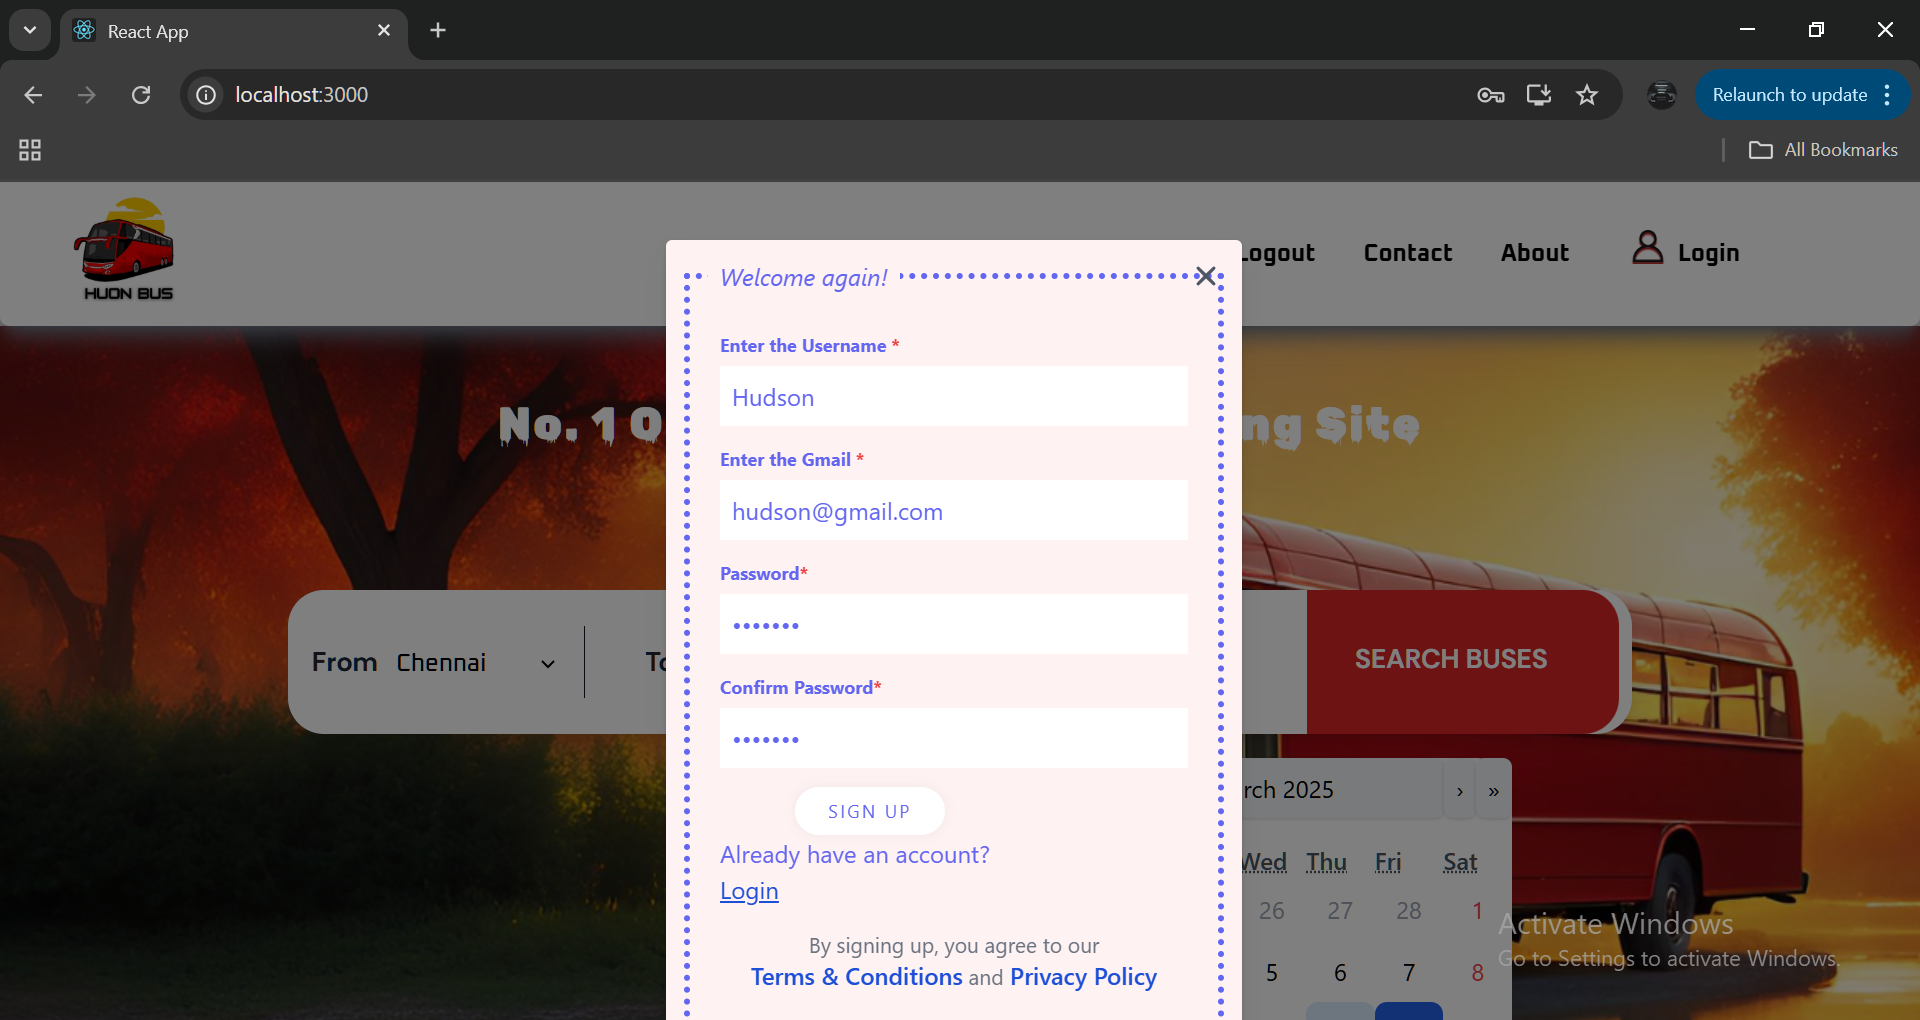 React App
localhost:3000
Relaunch to update
All Bookmarks
HUON BUS
Logout Contact About Login
Welcome again!
No. 1 O ng Site
Enter the Username *
Hudson
Enter the Gmail *
hudson@gmail.com
Password*
•••••••
From Chennai To
SEARCH BUSES
Confirm Password*
•••••••
rch 2025 › »
SIGN UP
Already have an account?
Login
Wed Thu Fri Sat
26 27 28 1
5 6 7 8
By signing up, you agree to our
Terms & Conditions and Privacy Policy
Activate Windows
Go to Settings to activate Windows.